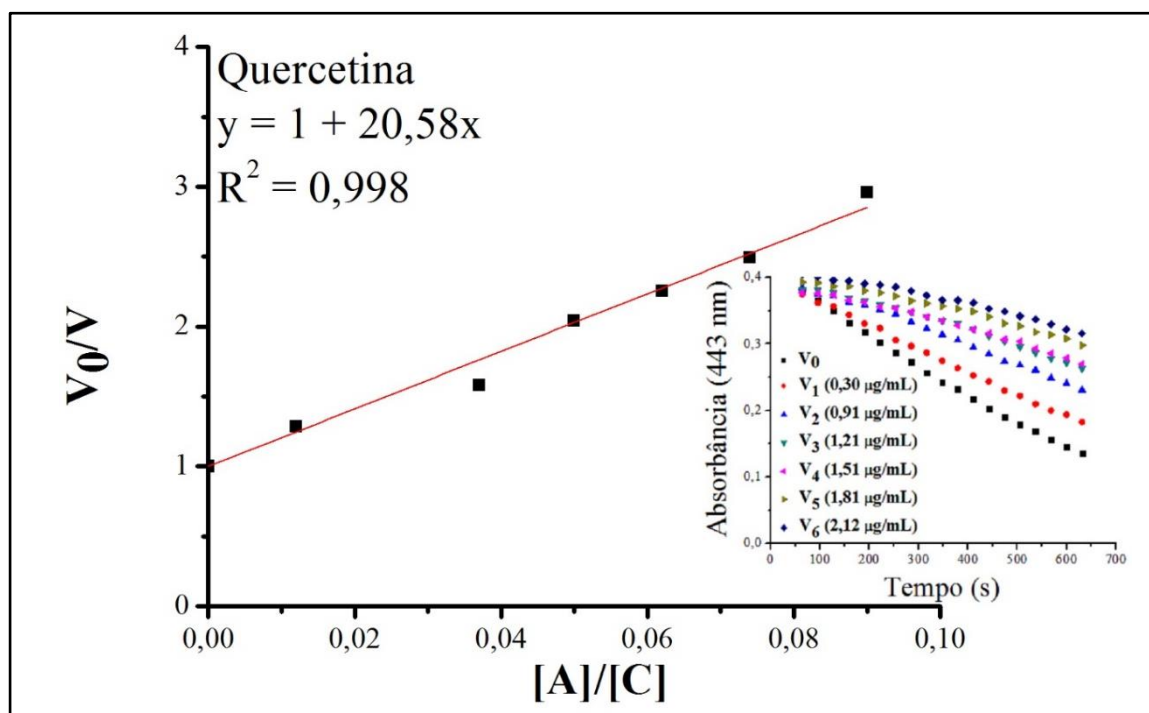 4
Quercetina
y = 1 + 20,58x
R² = 0,998
3
2
1
0
V₀/V
0,00
0,02
0,04
0,06
0,08
0,10
[A]/[C]
0,4
0,3
0,2
0,1
0,0
Absorbância (443 nm)
V₀
V₁ (0,30 µg/mL)
V₂ (0,91 µg/mL)
V₃ (1,21 µg/mL)
V₄ (1,51 µg/mL)
V₅ (1,81 µg/mL)
V₆ (2,12 µg/mL)
0
100
200
300
400
500
600
700
Tempo (s)